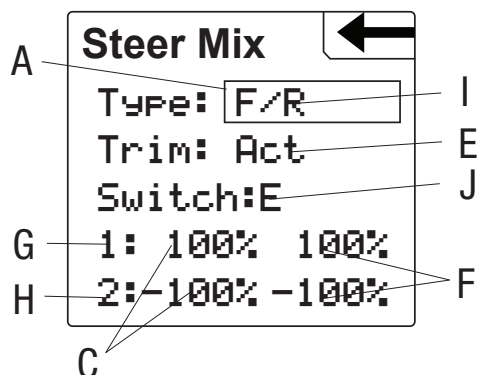 Steer Mix
A
Type: F/R I
Trim: Act E
Switch:E J
G 1: 100% 100%
H 2:-100% -100% F
C